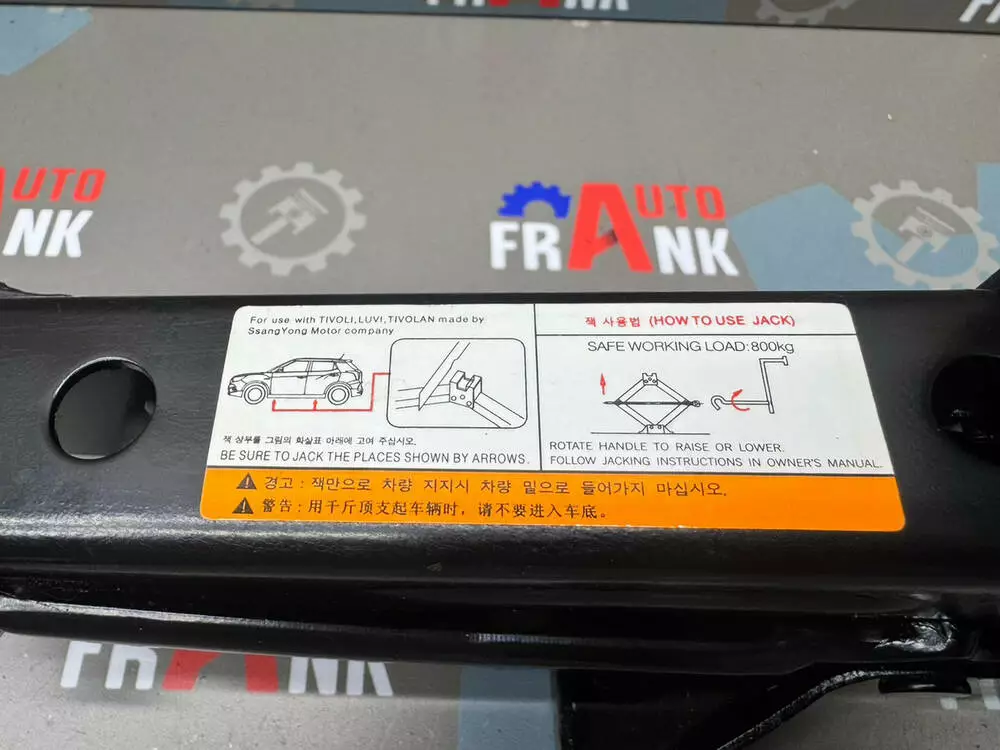 FRANK
NK
AUTO
NK
AUTO
FRANK
For use with TIVOLI,LUVI,TIVOLAN made by
SsangYong Motor company
잭 상부를 그림의 화살표 아래에 고여 주십시오.
BE SURE TO JACK THE PLACES SHOWN BY ARROWS.
잭 사용법 (HOW TO USE JACK)
SAFE WORKING LOAD:800kg
ROTATE HANDLE TO RAISE OR LOWER.
FOLLOW JACKING INSTRUCTIONS IN OWNER'S MANUAL.
경고 : 잭만으로 차량 지지시 차량 밑으로 들어가지 마십시오.
警告 : 用千斤顶支起车辆时, 请不要进入车底。
FRANK